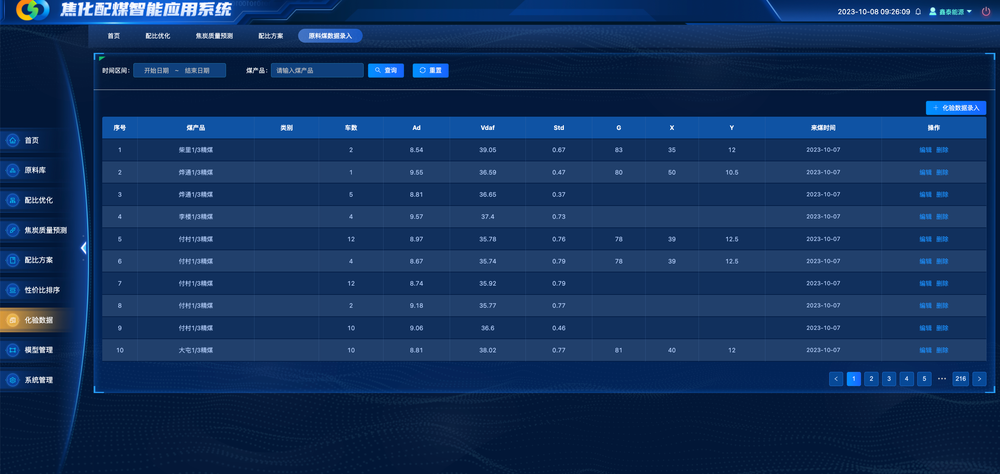 焦化配煤智能应用系统
2023-10-08 09:26:09 鑫泰能源
首页 配比优化 焦炭质量预测 配比方案 原料煤数据录入
时间区间: 开始日期 ~ 结束日期 煤产品: 请输入煤产品 查询 重置
+ 化验数据录入
序号 煤产品 类别 车数 Ad Vdaf Std G X Y 来煤时间 操作
1 柴里1/3精煤 2 8.54 39.05 0.67 83 35 12 2023-10-07 编辑 删除
2 烨通1/3精煤 1 9.55 36.59 0.47 80 50 10.5 2023-10-07 编辑 删除
3 烨通1/3精煤 5 8.81 36.65 0.37 2023-10-07 编辑 删除
4 李楼1/3精煤 4 9.57 37.4 0.73 2023-10-07 编辑 删除
5 付村1/3精煤 12 8.97 35.78 0.76 78 39 12.5 2023-10-07 编辑 删除
6 付村1/3精煤 4 8.67 35.74 0.79 78 39 12.5 2023-10-07 编辑 删除
7 付村1/3精煤 12 8.74 35.92 0.79 2023-10-07 编辑 删除
8 付村1/3精煤 2 9.18 35.77 0.77 2023-10-07 编辑 删除
9 付村1/3精煤 10 9.06 36.6 0.46 2023-10-07 编辑 删除
10 大屯1/3精煤 10 8.81 38.02 0.77 81 40 12 2023-10-07 编辑 删除
< 1 2 3 4 5 ••• 216 >
首页
原料库
配比优化
焦炭质量预测
配比方案
性价比排序
化验数据
模型管理
系统管理